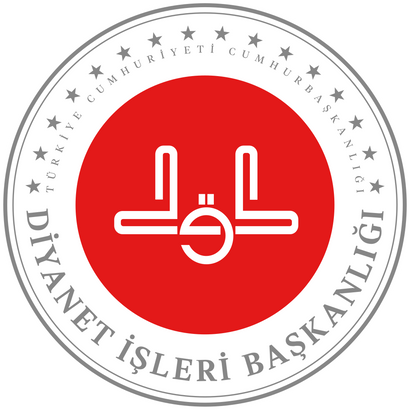 TÜRKİYE CUMHURİYETİ CUMHURBAŞKANLIĞI
DİYANET İŞLERİ BAŞKANLIĞI